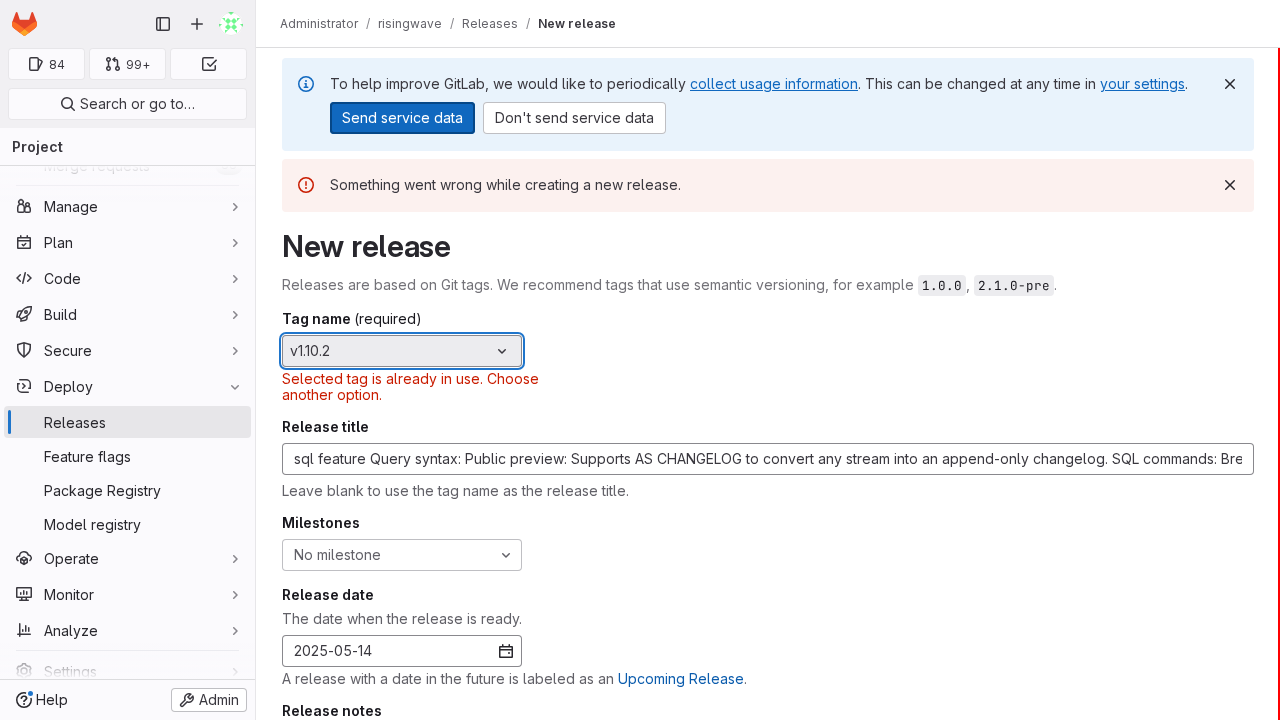 Administrator / risingwave / Releases / New release
84
99+
Search or go to…
Project
Merge requests
Manage
Plan
Code
Build
Secure
Deploy
Releases
Feature flags
Package Registry
Model registry
Operate
Monitor
Analyze
Settings
Help
Admin
To help improve GitLab, we would like to periodically collect usage information. This can be changed at any time in your settings.
Send service data
Don't send service data
Something went wrong while creating a new release.
New release
Releases are based on Git tags. We recommend tags that use semantic versioning, for example 1.0.0, 2.1.0-pre.
Tag name (required)
v1.10.2
Selected tag is already in use. Choose
another option.
Release title
sql feature Query syntax: Public preview: Supports AS CHANGELOG to convert any stream into an append-only changelog. SQL commands: Bre
Leave blank to use the tag name as the release title.
Milestones
No milestone
Release date
The date when the release is ready.
2025-05-14
A release with a date in the future is labeled as an Upcoming Release.
Release notes